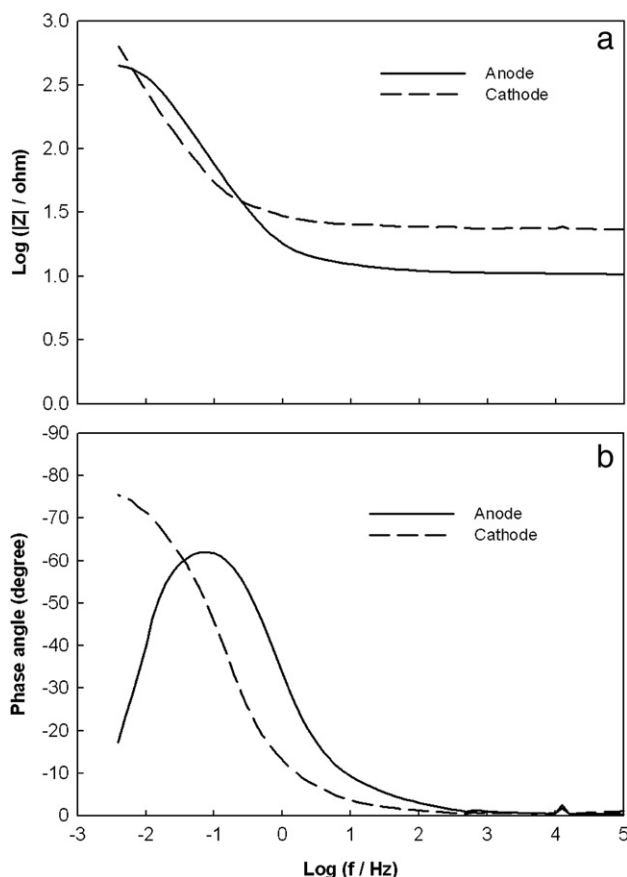 a
3.0
2.5
2.0
1.5
1.0
0.5
0.0
Log (|Z| / ohm)
Anode
Cathode
b
-90
-80
-70
-60
-50
-40
-30
-20
-10
0
Phase angle (degree)
Anode
Cathode
-3 -2 -1 0 1 2 3 4 5
Log (f / Hz)